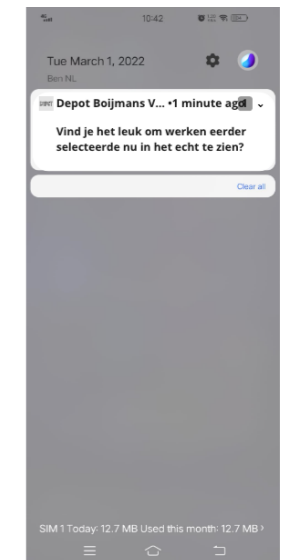 10:42
Tue March 1, 2022
Ben NL
Depot Boijmans V... •1 minute ago
Vind je het leuk om werken eerder
selecteerde nu in het echt te zien?
Clear all
SIM 1 Today: 12.7 MB Used this month: 12.7 MB >